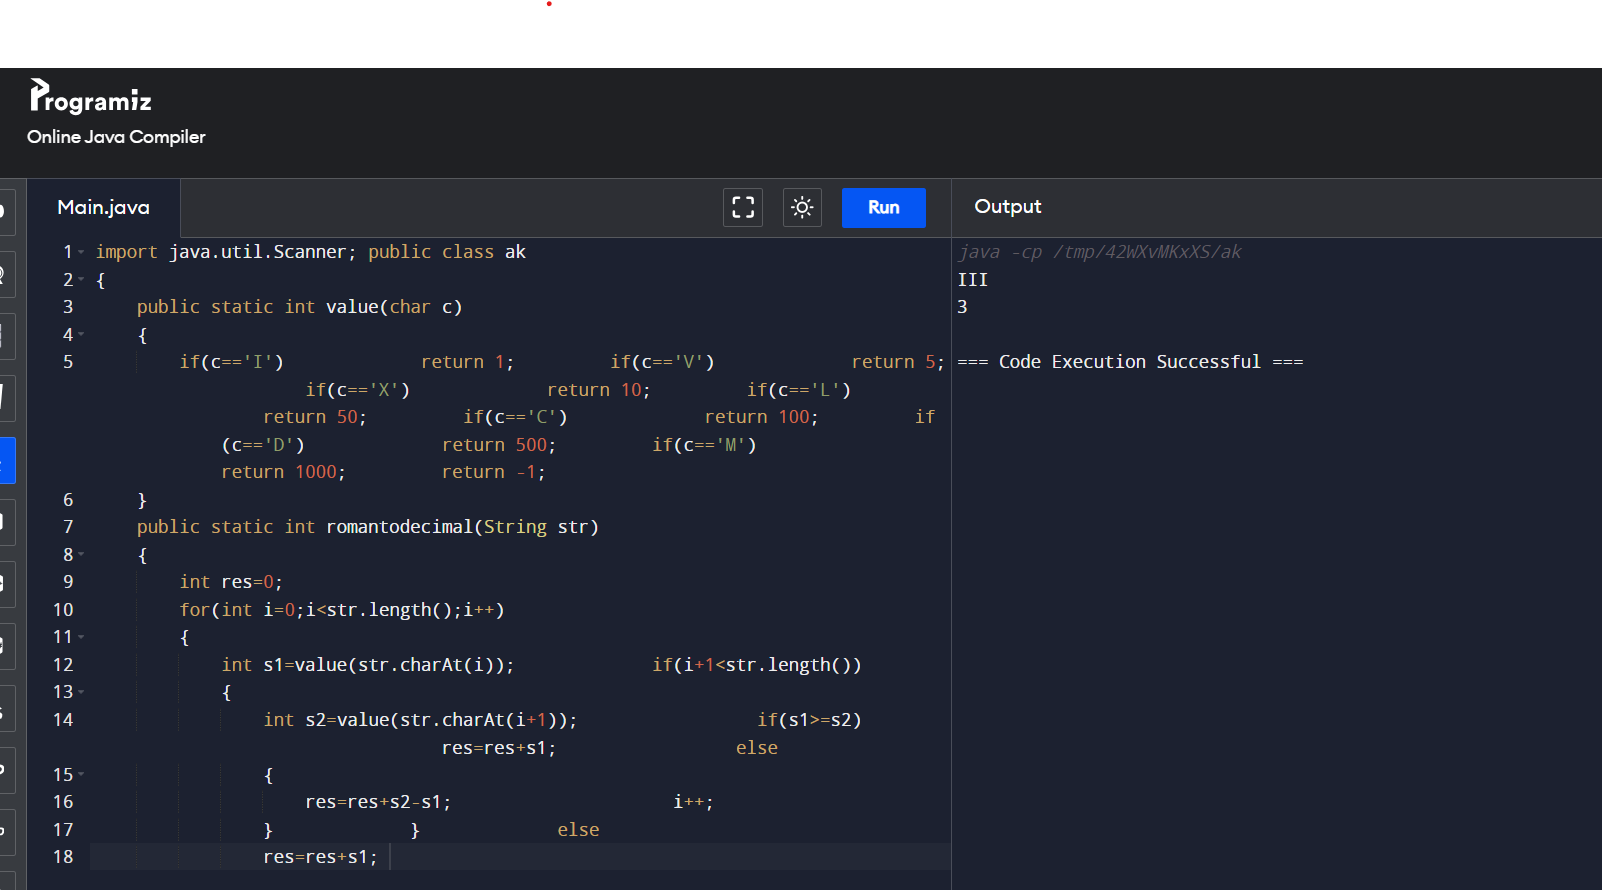 Programiz
Online Java Compiler
Main.java
Run
Output
1 import java.util.Scanner; public class ak
2 {
3 public static int value(char c)
4 {
5 if(c=='I') return 1; if(c=='V') return 5;
if(c=='X') return 10; if(c=='L')
return 50; if(c=='C') return 100; if
(c=='D') return 500; if(c=='M')
return 1000; return -1;
6 }
7 public static int romantodecimal(String str)
8 {
9 int res=0;
10 for(int i=0;i<str.length();i++)
11 {
12 int s1=value(str.charAt(i)); if(i+1<str.length())
13 {
14 int s2=value(str.charAt(i+1)); if(s1>=s2)
res=res+s1; else
15 {
16 res=res+s2-s1; i++;
17 } } else
18 res=res+s1;
java -cp /tmp/42WXvMKxXS/ak
III
3
=== Code Execution Successful ===